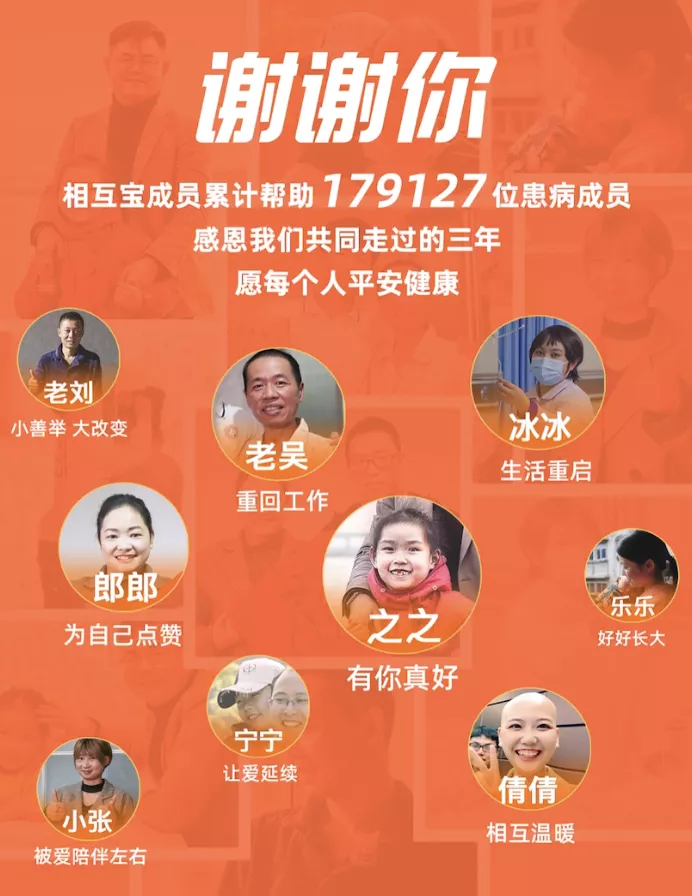 谢谢你
相互宝成员累计帮助179127位患病成员
感恩我们共同走过的三年
愿每个人平安健康
老刘
小善举 大改变
老吴
重回工作
冰冰
生活重启
郎郎
为自己点赞
之之
有你真好
乐乐
好好长大
宁宁
让爱延续
小张
被爱陪伴左右
倩倩
相互温暖